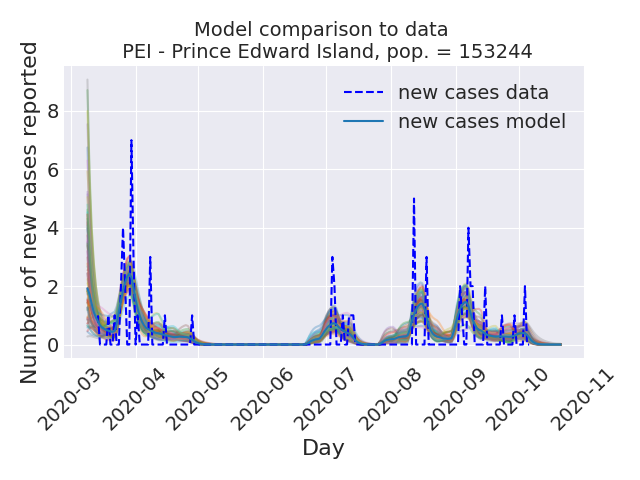 Model comparison to data
PEI - Prince Edward Island, pop. = 153244
Number of new cases reported
8
6
4
2
0
new cases data
new cases model
2020-03
2020-04
2020-05
2020-06
2020-07
2020-08
2020-09
2020-10
2020-11
Day